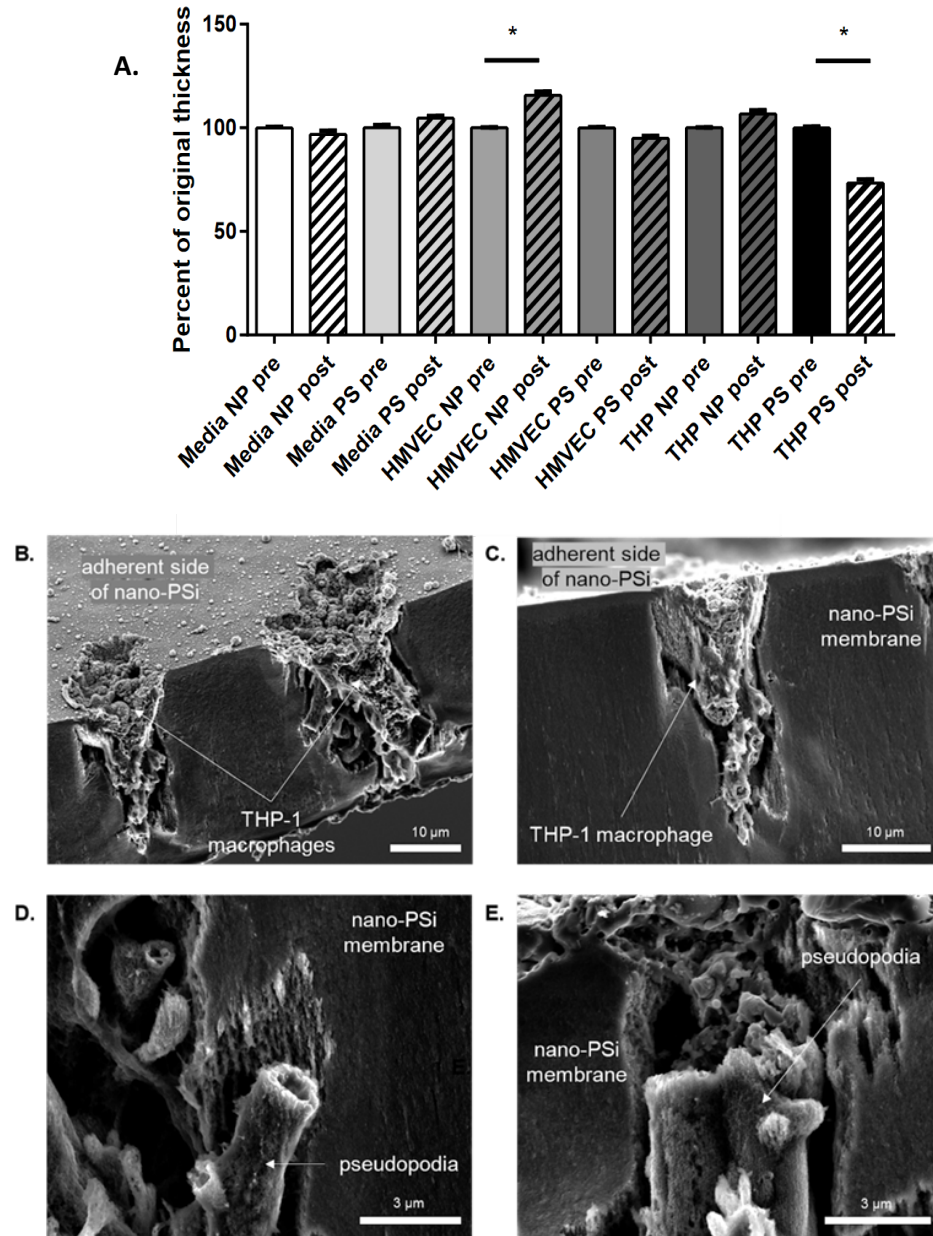 A.
Percent of original thickness
150
100
50
0
*
*
Media NP pre
Media NP post
Media PS pre
Media PS post
HMVEC NP pre
HMVEC NP post
HMVEC PS pre
HMVEC PS post
THP NP pre
THP NP post
THP PS pre
THP PS post
B.
adherent side
of nano-PSi
THP-1
macrophages
10 µm
C.
adherent side
of nano-PSi
nano-PSi
membrane
THP-1 macrophage
10 µm
D.
nano-PSi
membrane
E.
pseudopodia
3 µm
E.
pseudopodia
nano-PSi
membrane
3 µm